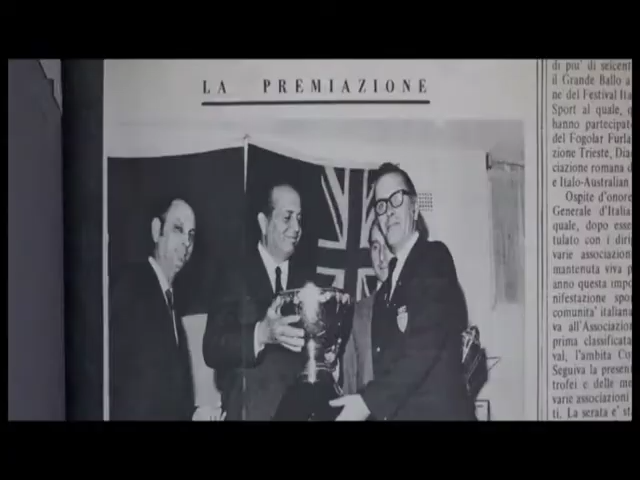 LA PREMIAZIONE
di piu' di seicent
il Grande Ballo a
ne del Festival Ita
Sport al quale,
hanno partecipat
del Fogolar Furla
zione Trieste, Dia
ciazione romana d
e Italo-Australian
Ospite d'onore
Generale d'Italia
quale, dopo esse
tulato con i diri
varie associazion
mantenuta viva p
anno questa impo
nifestazione spo
comunita' italiana
va all'Associazio
prima classificata
val, l'ambita Co
Seguiva la presen
trofei e delle me
varie associazioni
ti. La serata e' st